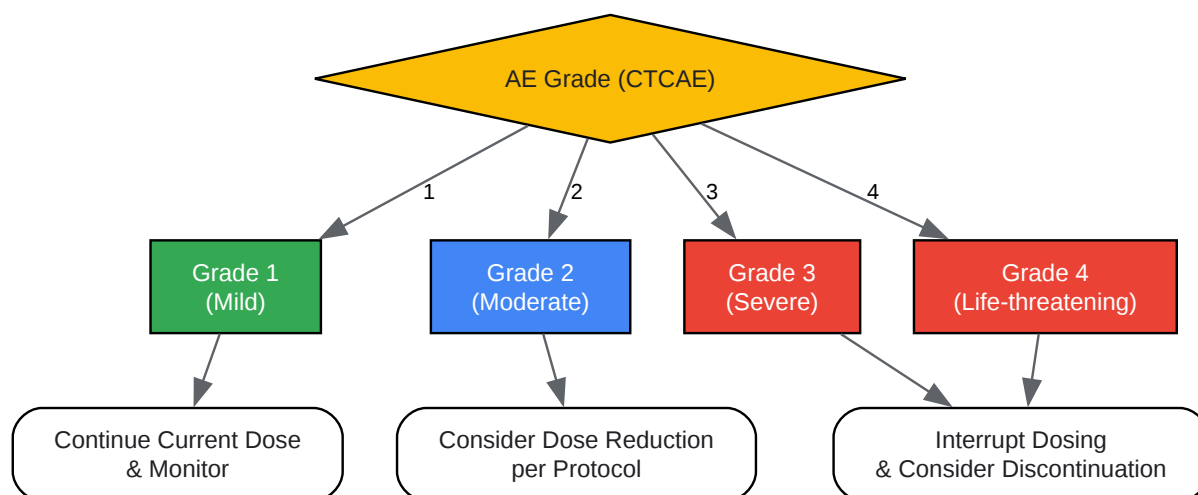 AE Grade (CTCAE)
1
2
3
4
Grade 1
(Mild)
Grade 2
(Moderate)
Grade 3
(Severe)
Grade 4
(Life-threatening)
Continue Current Dose
& Monitor
Consider Dose Reduction
per Protocol
Interrupt Dosing
& Consider Discontinuation